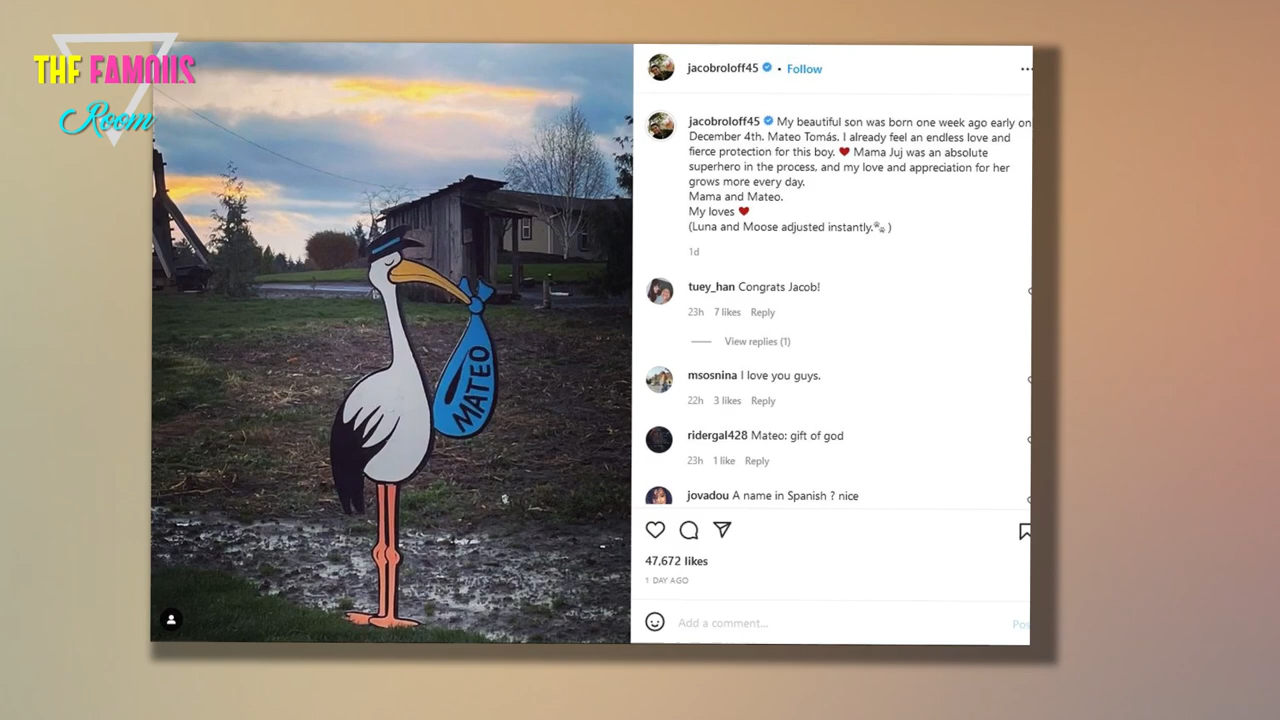 THE FAMOUS
Room
MATEO
jacobroloff45 • Follow
jacobroloff45 My beautiful son was born one week ago early on
December 4th. Mateo Tomás. I already feel an endless love and
fierce protection for this boy. ❤ Mama Juj was an absolute
superhero in the process, and my love and appreciation for her
grows more every day.
Mama and Mateo.
My loves ❤
(Luna and Moose adjusted instantly.🐾 )
1d
tuey_han Congrats Jacob!
23h 7 likes Reply
View replies (1)
msosnina I love you guys.
22h 3 likes Reply
ridergal428 Mateo: gift of god
23h 1 like Reply
jovadou A name in Spanish ? nice
47,672 likes
1 DAY AGO
Add a comment...
Pos